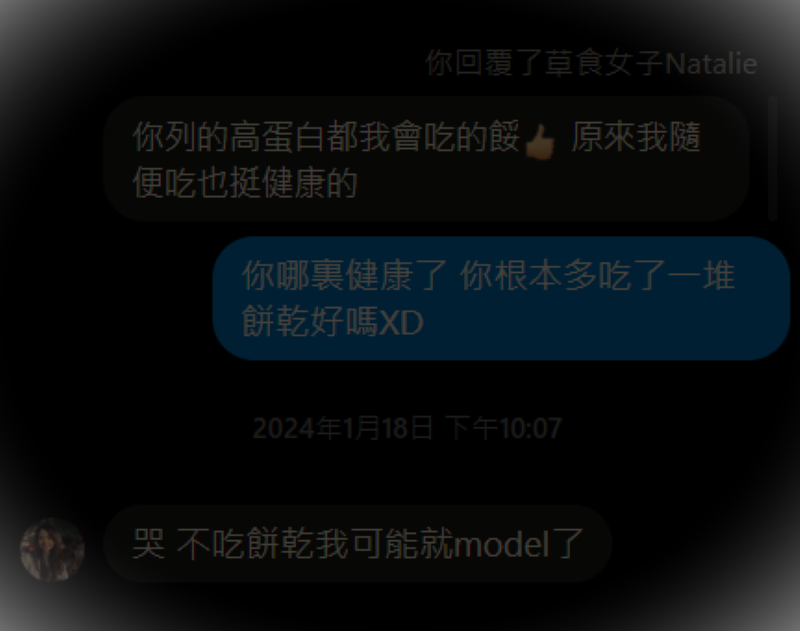 你回覆了草食女子Natalie
你列的高蛋白都我會吃的餒👍 原來我隨
便吃也挺健康的
你哪裏健康了 你根本多吃了一堆
餅乾好嗎XD
2024年1月18日 下午10:07
哭 不吃餅乾我可能就model了